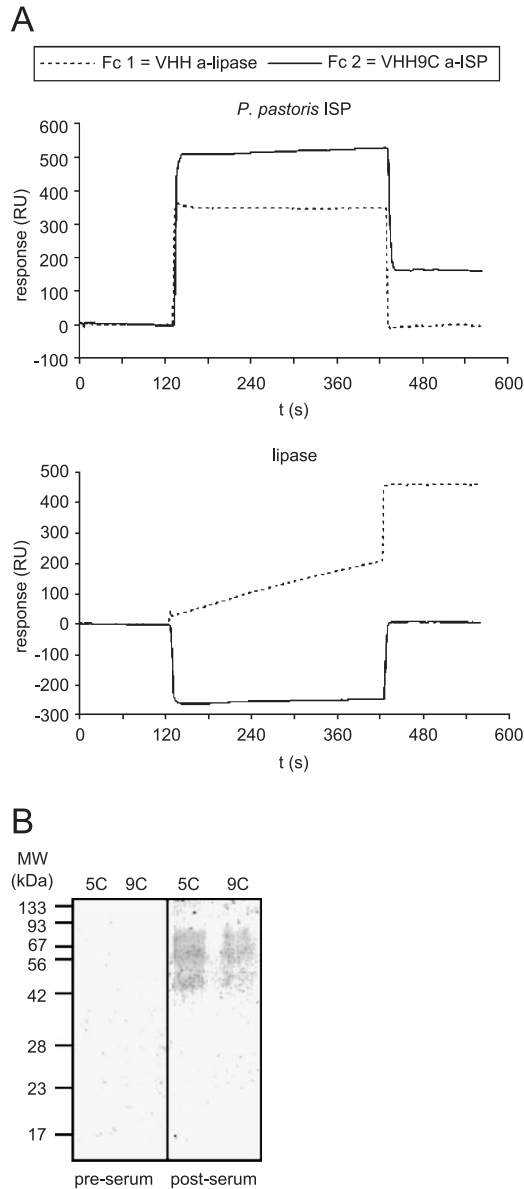 A
Fc 1 = VHH a-lipase Fc 2 = VHH9C a-ISP
P. pastoris ISP
600
500
400
300
200
100
0
-100
response (RU)
0 120 240 360 480 600
t (s)
lipase
500
400
300
200
100
0
-100
-200
-300
response (RU)
0 120 240 360 480 600
t (s)
B
MW
(kDa)
5C 9C 5C 9C
133
93
67
56
42
28
23
17
pre-serum post-serum